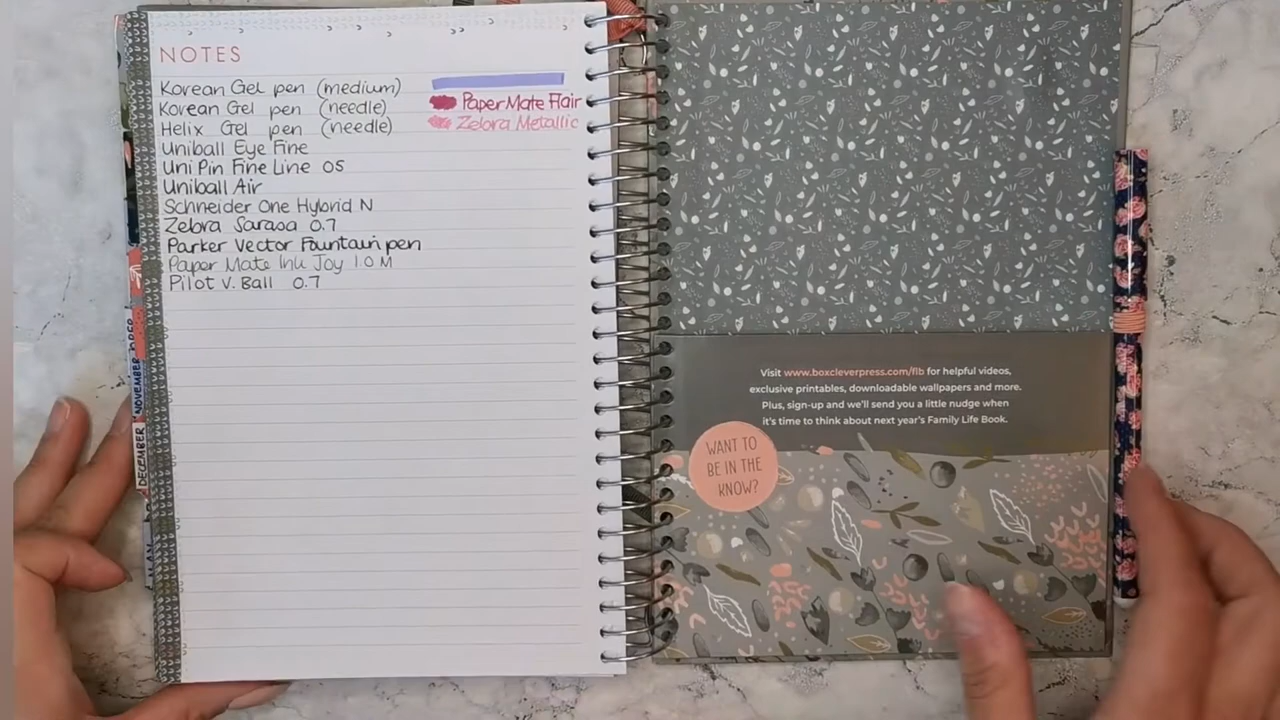 NOTES
Korean Gel pen (medium)
Korean Gel pen (needle)
Helix Gel pen (needle)
Uniball Eye Fine
Uni Pin Fine Line 05
Uniball Air
Schneider One Hybrid N
Zebra Sarasa 0.7
Parker Vector Fountain pen
Paper Mate Ink Joy 1.0 M
Pilot V. Ball 0.7
PaperMate Flair
Zebra Metallic
NOVEMBER
DECEMBER
Visit www.boxcleverpress.com/flb for helpful videos,
exclusive printables, downloadable wallpapers and more.
Plus, sign-up and we'll send you a little nudge when
it's time to think about next year's Family Life Book.
WANT TO
BE IN THE
KNOW?